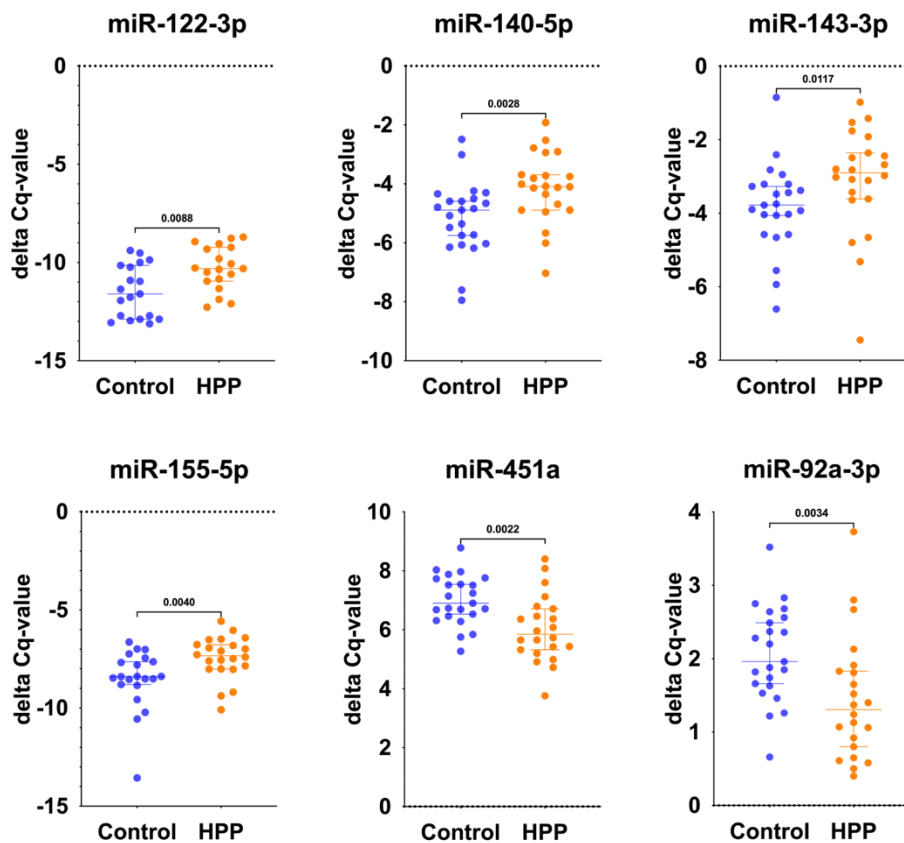 miR-122-3p
miR-140-5p
miR-143-3p
delta Cq-value
0
-5
-10
-15
0.0088
Control
HPP
delta Cq-value
0
-2
-4
-6
-8
-10
0.0028
Control
HPP
delta Cq-value
0
-2
-4
-6
-8
0.0117
Control
HPP
miR-155-5p
miR-451a
miR-92a-3p
delta Cq-value
0
-5
-10
-15
0.0040
Control
HPP
delta Cq-value
10
8
6
4
2
0
0.0022
Control
HPP
delta Cq-value
4
3
2
1
0
0.0034
Control
HPP